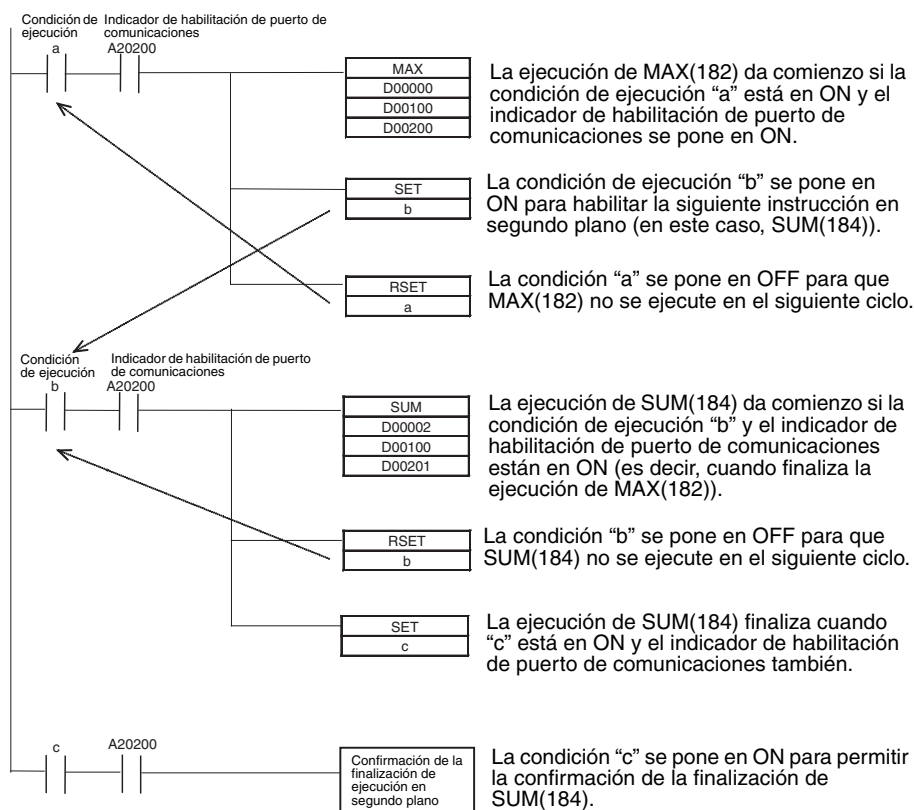 Condición de ejecución
Indicador de habilitación de puerto de comunicaciones
a
A20200
MAX
D00000
D00100
D00200
La ejecución de MAX(182) da comienzo si la
condición de ejecución “a” está en ON y el
indicador de habilitación de puerto de
comunicaciones se pone en ON.
SET
b
La condición de ejecución “b” se pone en
ON para habilitar la siguiente instrucción en
segundo plano (en este caso, SUM(184)).
RSET
a
La condición “a” se pone en OFF para que
MAX(182) no se ejecute en el siguiente ciclo.
Condición
de ejecución
Indicador de habilitación de puerto
de comunicaciones
b
A20200
SUM
D00002
D00100
D00201
La ejecución de SUM(184) da comienzo si la
condición de ejecución “b” y el indicador de
habilitación de puerto de comunicaciones
están en ON (es decir, cuando finaliza la
ejecución de MAX(182)).
RSET
b
La condición “b” se pone en OFF para que
SUM(184) no se ejecute en el siguiente ciclo.
SET
c
La ejecución de SUM(184) finaliza cuando
“c” está en ON y el indicador de habilitación
de puerto de comunicaciones también.
c
A20200
Confirmación de la
finalización de
ejecución en
segundo plano
La condición “c” se pone en ON para permitir
la confirmación de la finalización de
SUM(184).